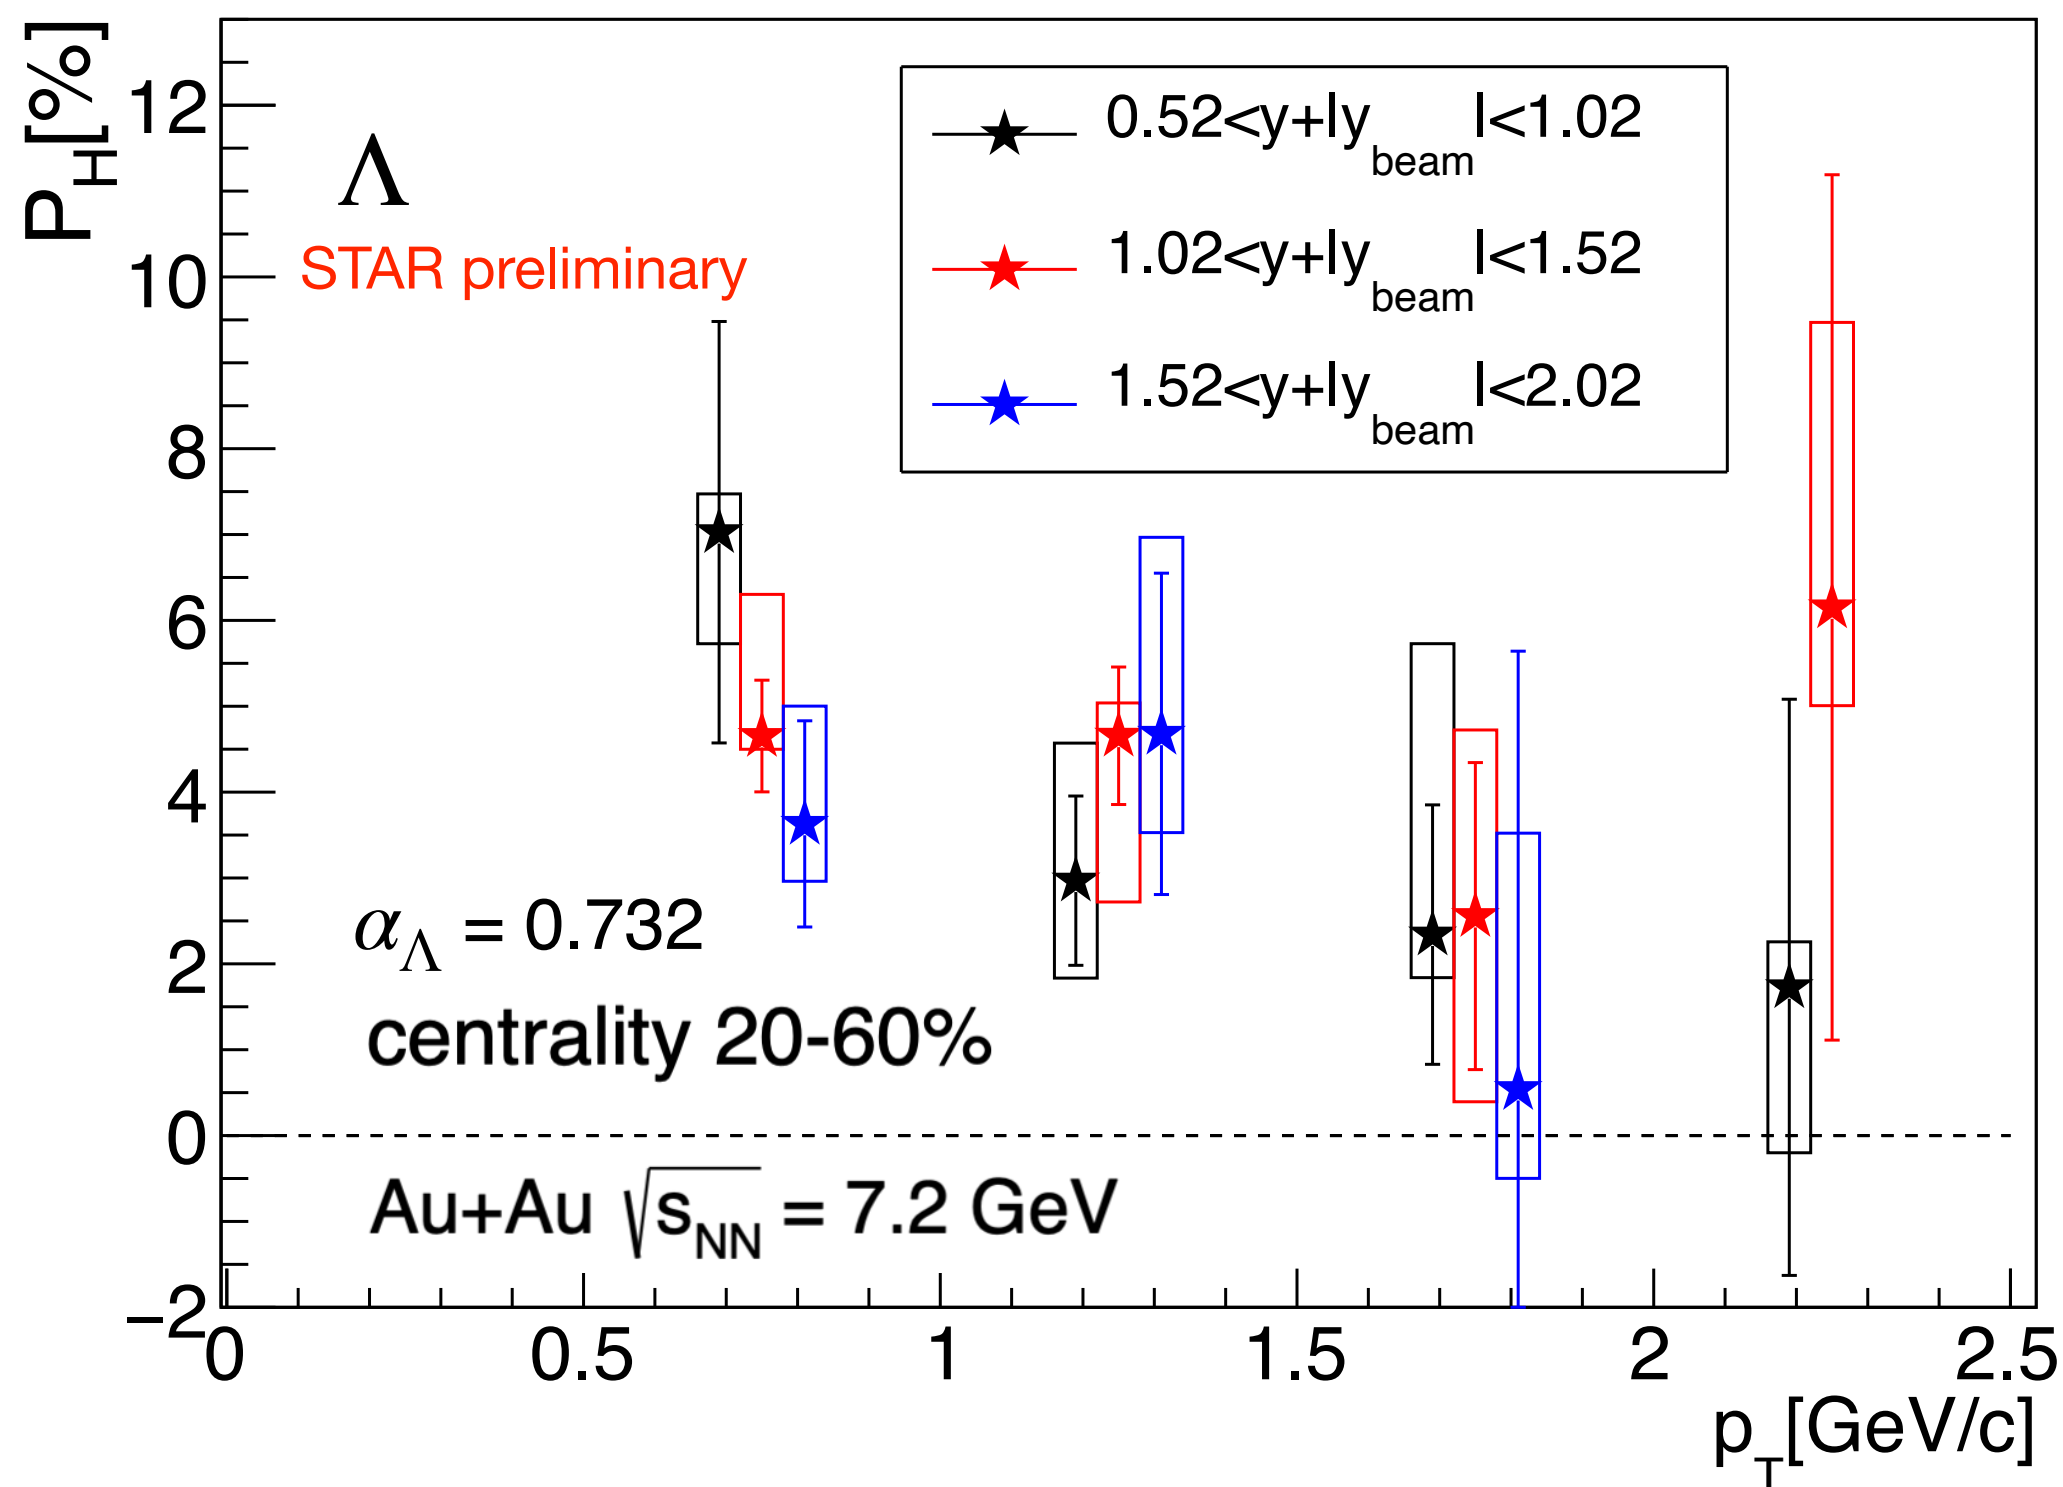 P_H[%]
12
10
8
6
4
2
0
−2
Λ
STAR preliminary
0.52<y+|y_beam|<1.02
1.02<y+|y_beam|<1.52
1.52<y+|y_beam|<2.02
α_Λ = 0.732
centrality 20-60%
Au+Au √s_NN = 7.2 GeV
0 0.5 1 1.5 2 2.5
p_T[GeV/c]